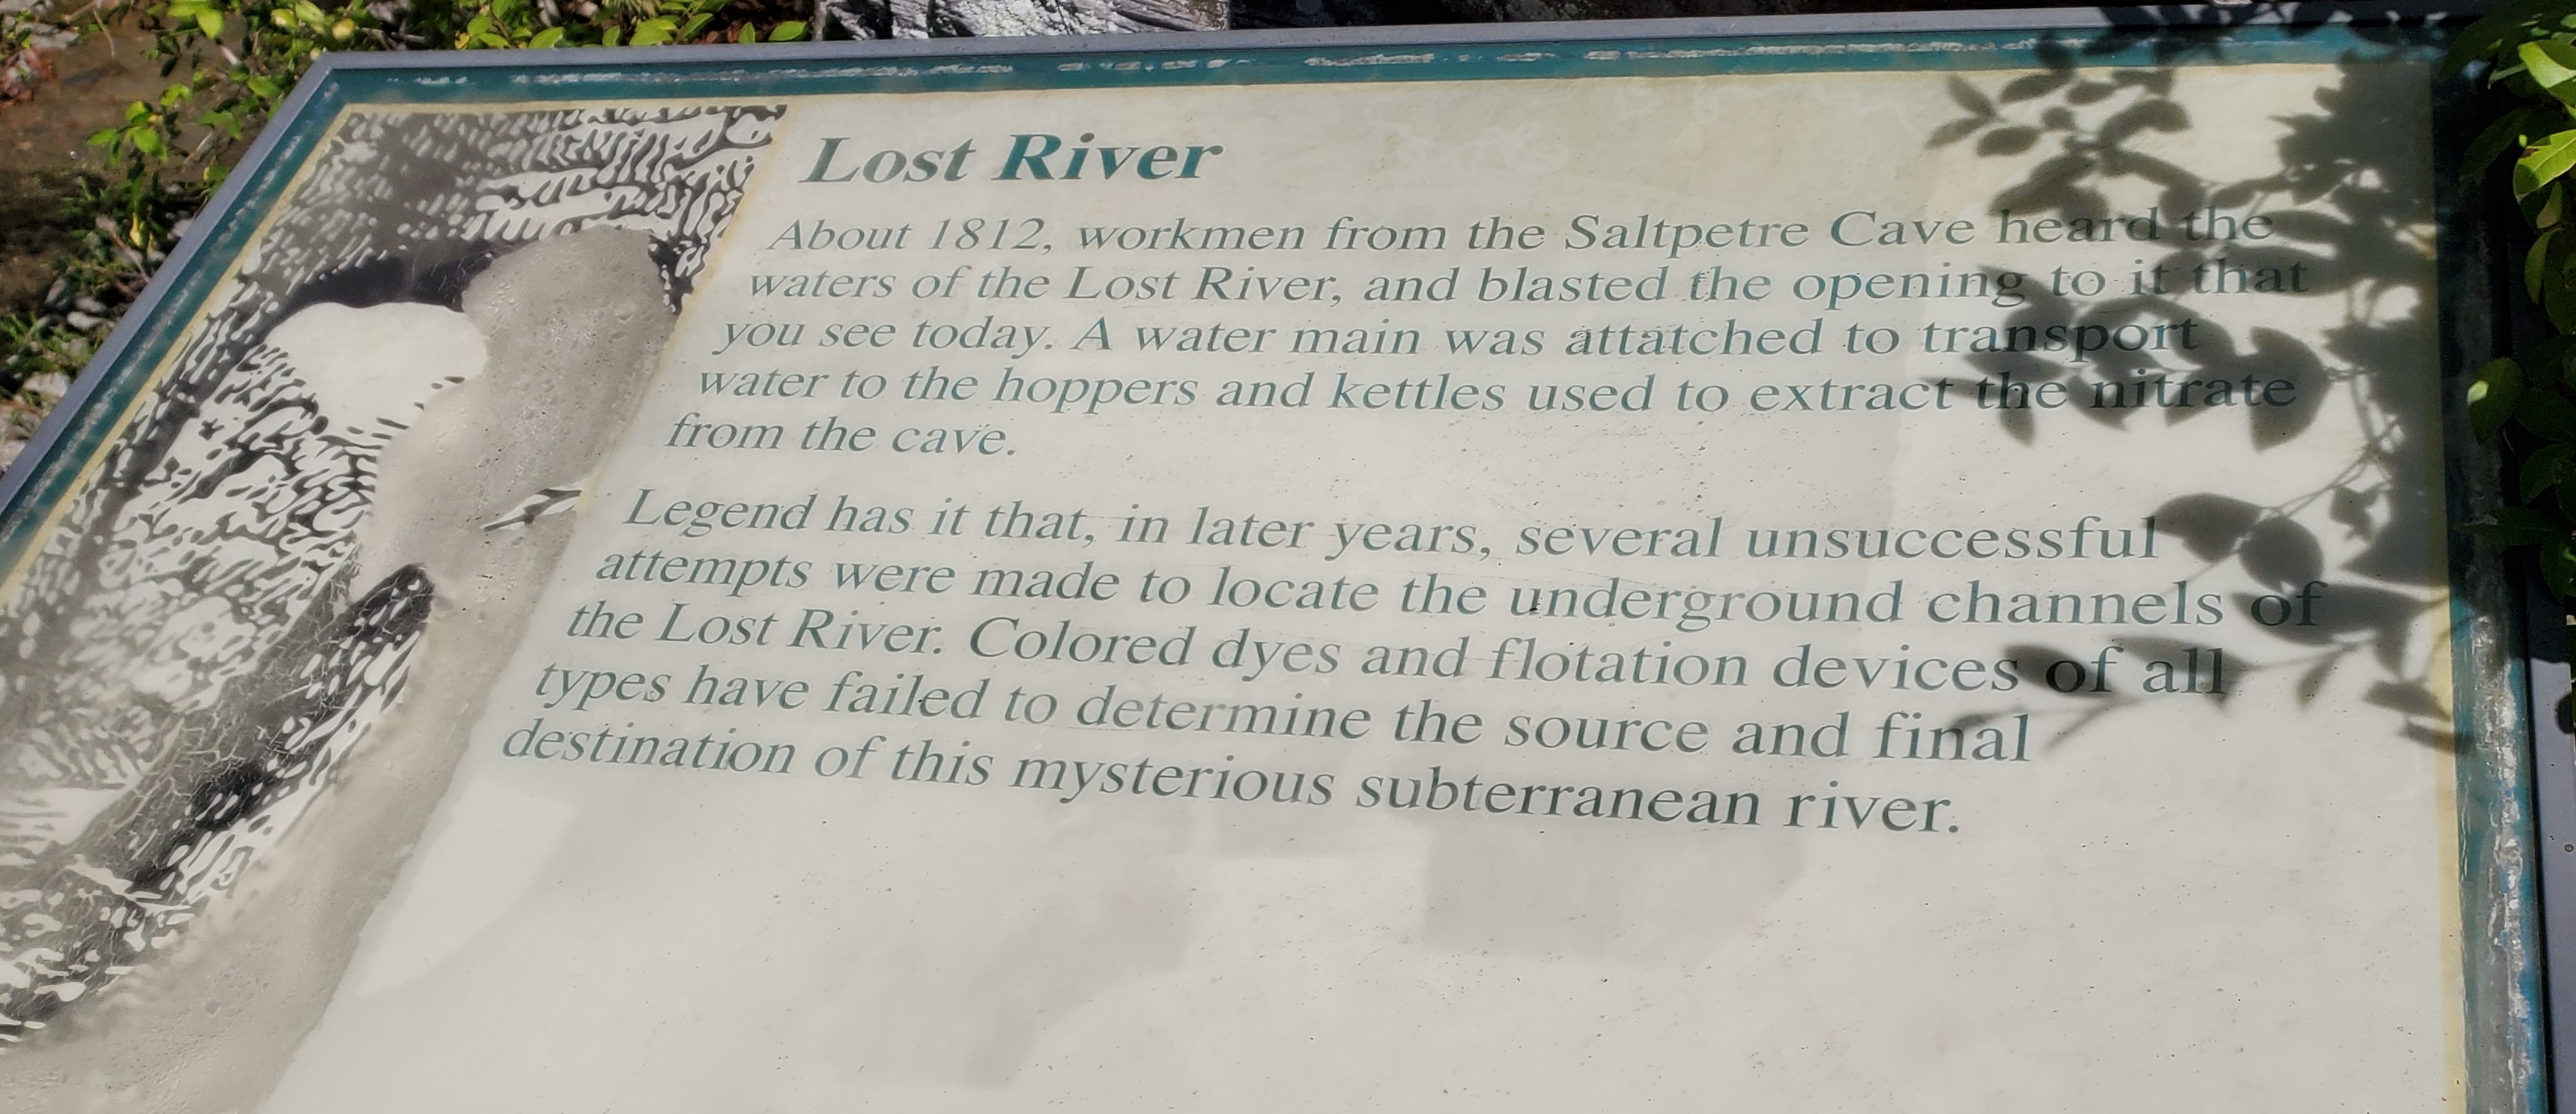 Lost River
About 1812, workmen from the Saltpetre Cave heard the
waters of the Lost River, and blasted the opening to it that
you see today. A water main was attatched to transport
water to the hoppers and kettles used to extract the nitrate
from the cave.
Legend has it that, in later years, several unsuccessful
attempts were made to locate the underground channels of
the Lost River. Colored dyes and flotation devices of all
types have failed to determine the source and final
destination of this mysterious subterranean river.